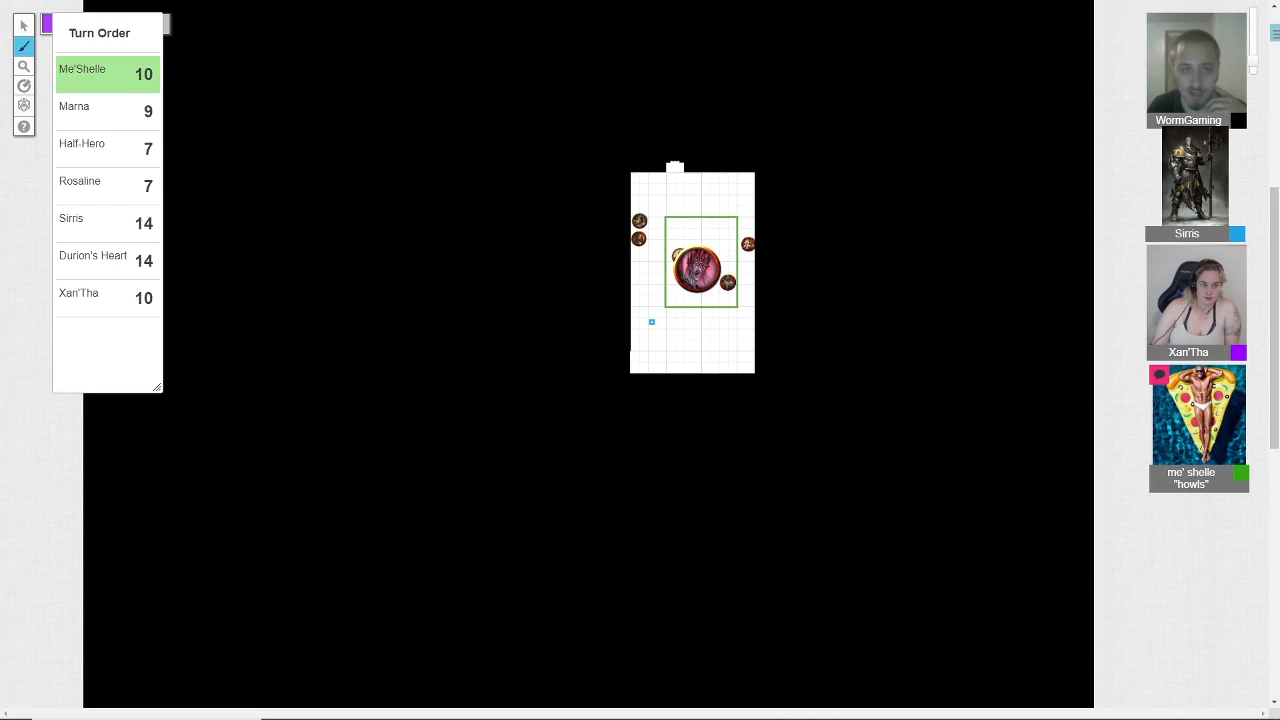 Turn Order
Me'Shelle 10
Marna 9
Half-Hero 7
Rosaline 7
Sirris 14
Durion's Heart 14
Xan'Tha 10
WormGaming
Sirris
Xan'Tha
me' shelle
"howls"